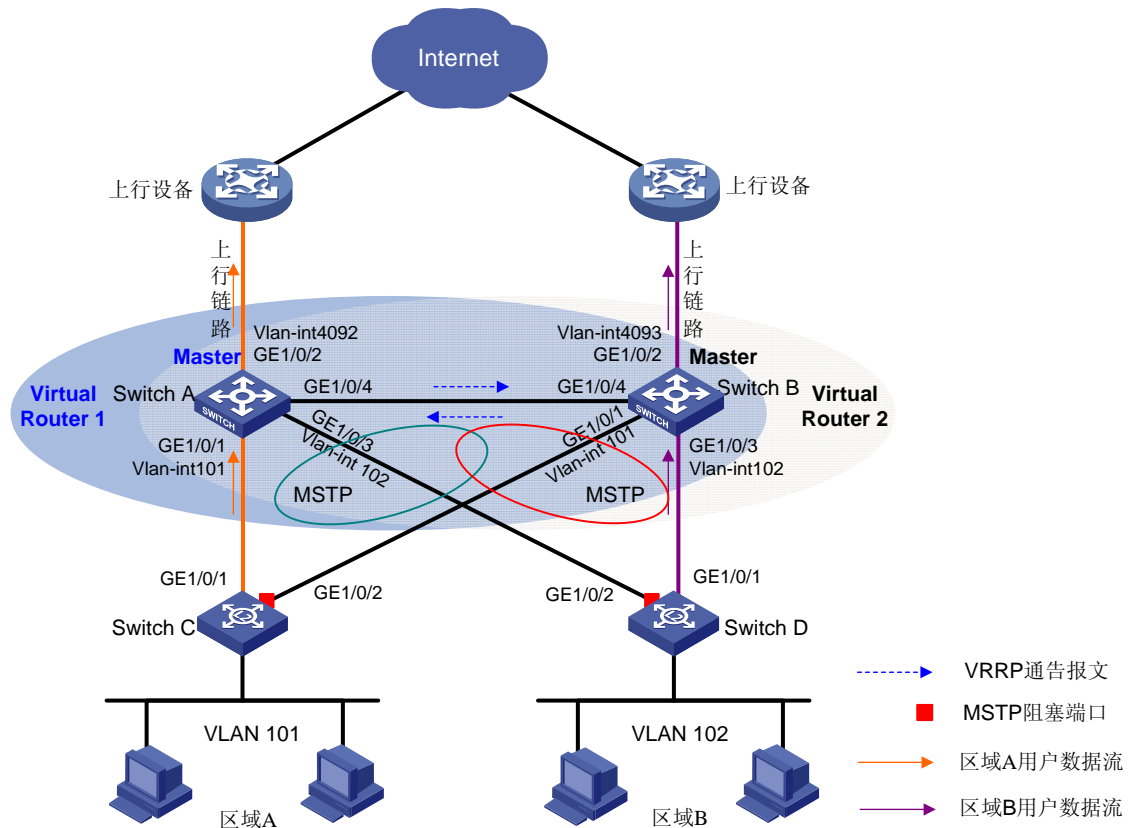 Internet
上行设备
上行设备
上行链路
上行链路
Vlan-int4092
GE1/0/2
Vlan-int4093
GE1/0/2
Master
Master
Virtual
Router 1
Switch A
SWITCH
GE1/0/4
GE1/0/4
SWITCH
Switch B
Virtual
Router 2
GE1/0/1
Vlan-int101
GE1/0/3
Vlan-int 102
GE1/0/1
Vlan-int 101
GE1/0/3
Vlan-int102
MSTP
MSTP
GE1/0/1
GE1/0/2
GE1/0/2
GE1/0/1
Switch C
Switch D
VLAN 101
VLAN 102
区域A
区域B
VRRP通告报文
MSTP阻塞端口
区域A用户数据流
区域B用户数据流